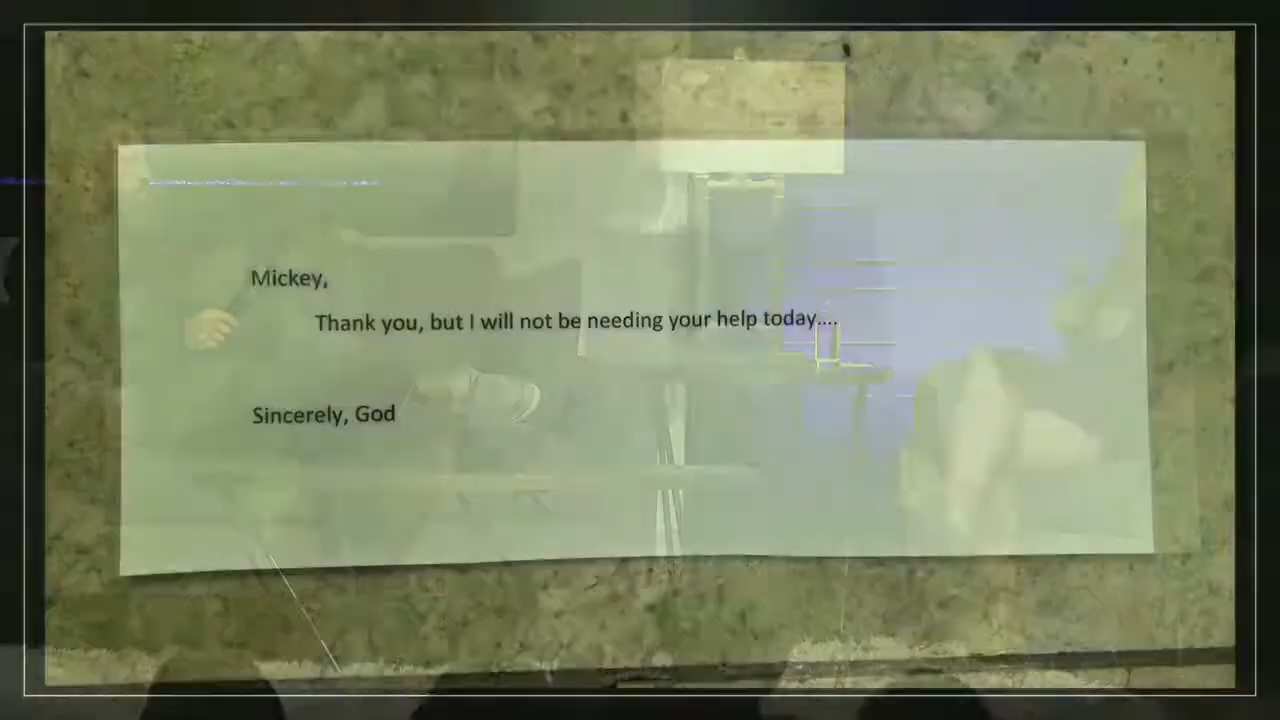 Mickey,
Thank you, but I will not be needing your help today....
Sincerely, God